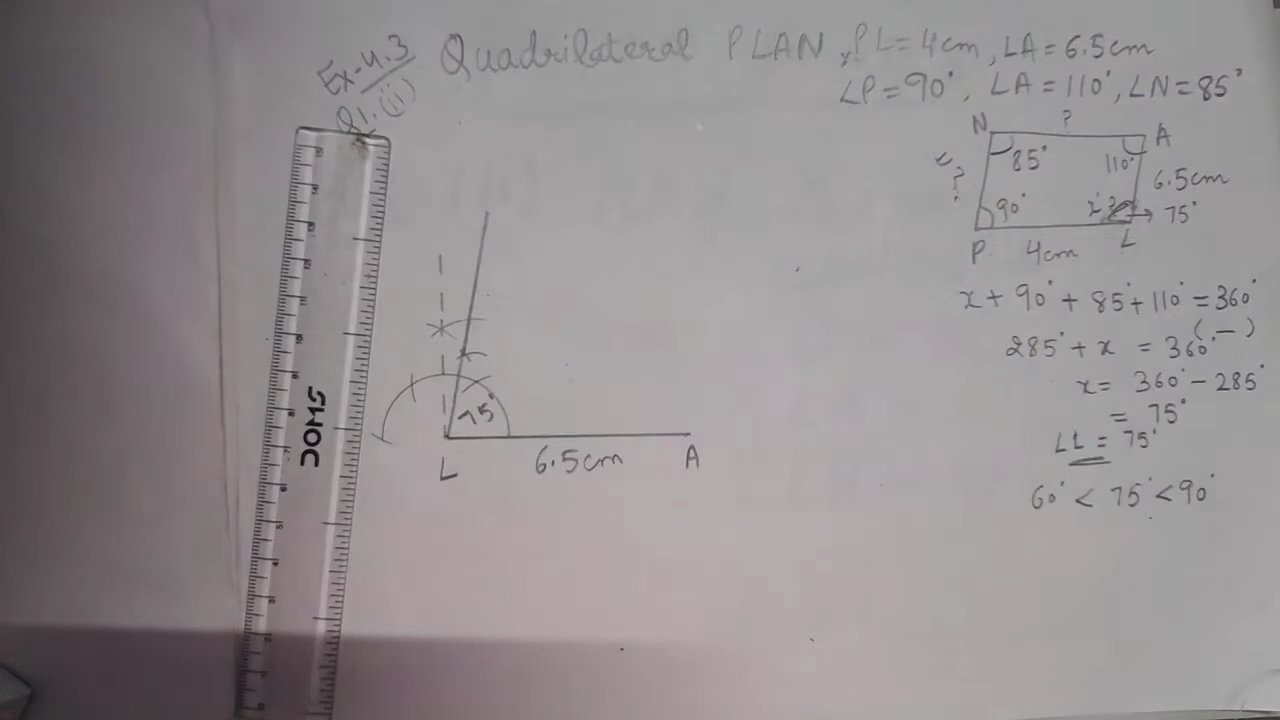 Ex-4.3
Q1.(ii)
Quadrilateral PLAN, PL = 4cm, LA = 6.5cm
∠P = 90°, ∠A = 110°, ∠N = 85°
N ? A
85° 110°
? 6.5cm
90° x? → 75°
P 4cm L
x + 90° + 85° + 110° = 360°
(−)
285° + x = 360°
x = 360° − 285°
= 75°
∠L = 75°
60° < 75° < 90°
75°
L 6.5cm A